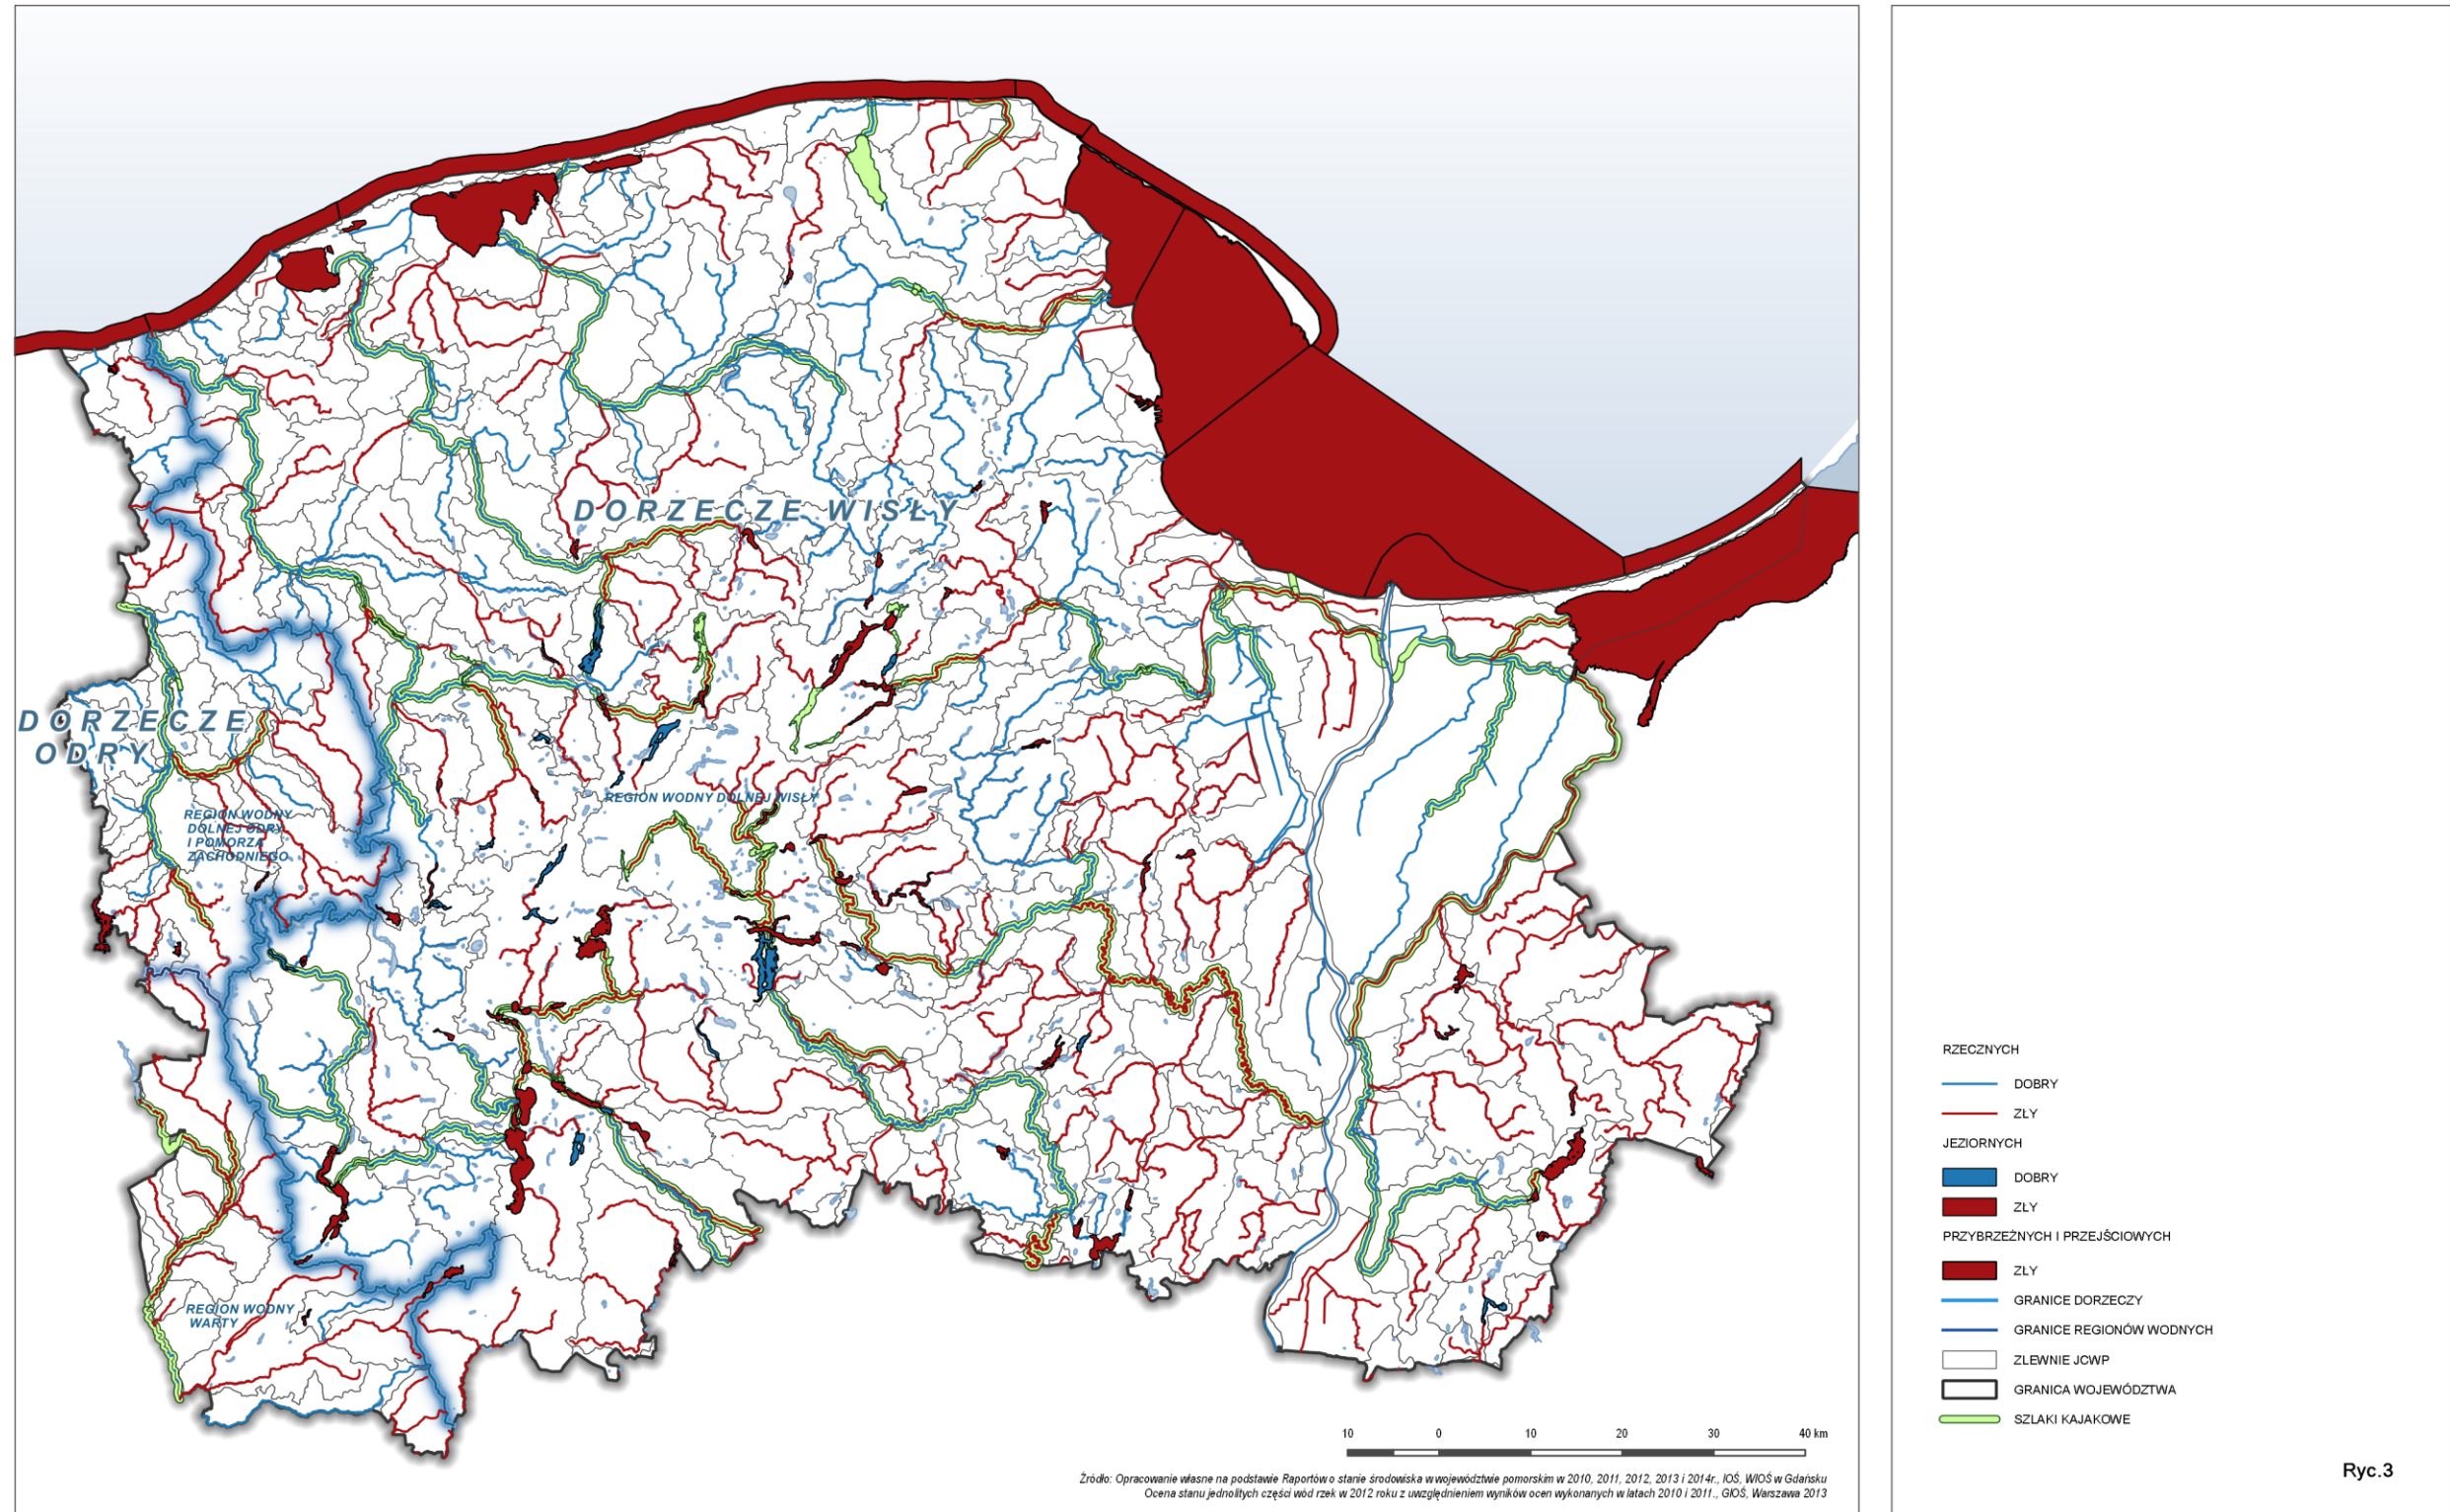 DORZECZE WISŁY
DORZECZE
ODRY
REGION WODNY DOLNEJ WISŁY
REGION WODNY
DOLNEJ ODRY
I POMORZA
ZACHODNIEGO
REGION WODNY
WARTY
RZECZNYCH
DOBRY
ZŁY
JEZIORNYCH
DOBRY
ZŁY
PRZYBRZEŻNYCH I PRZEJŚCIOWYCH
ZŁY
GRANICE DORZECZY
GRANICE REGIONÓW WODNYCH
ZLEWNIE JCWP
GRANICA WOJEWÓDZTWA
SZLAKI KAJAKOWE
10 0 10 20 30 40 km
Źródło: Opracowanie własne na podstawie Raportów o stanie środowiska w województwie pomorskim w 2010, 2011, 2012, 2013 i 2014r., IOŚ, WIOŚ w Gdańsku
Ocena stanu jednolitych części wód rzek w 2012 roku z uwzględnieniem wyników ocen wykonanych w latach 2010 i 2011., GIOŚ, Warszawa 2013
Ryc.3